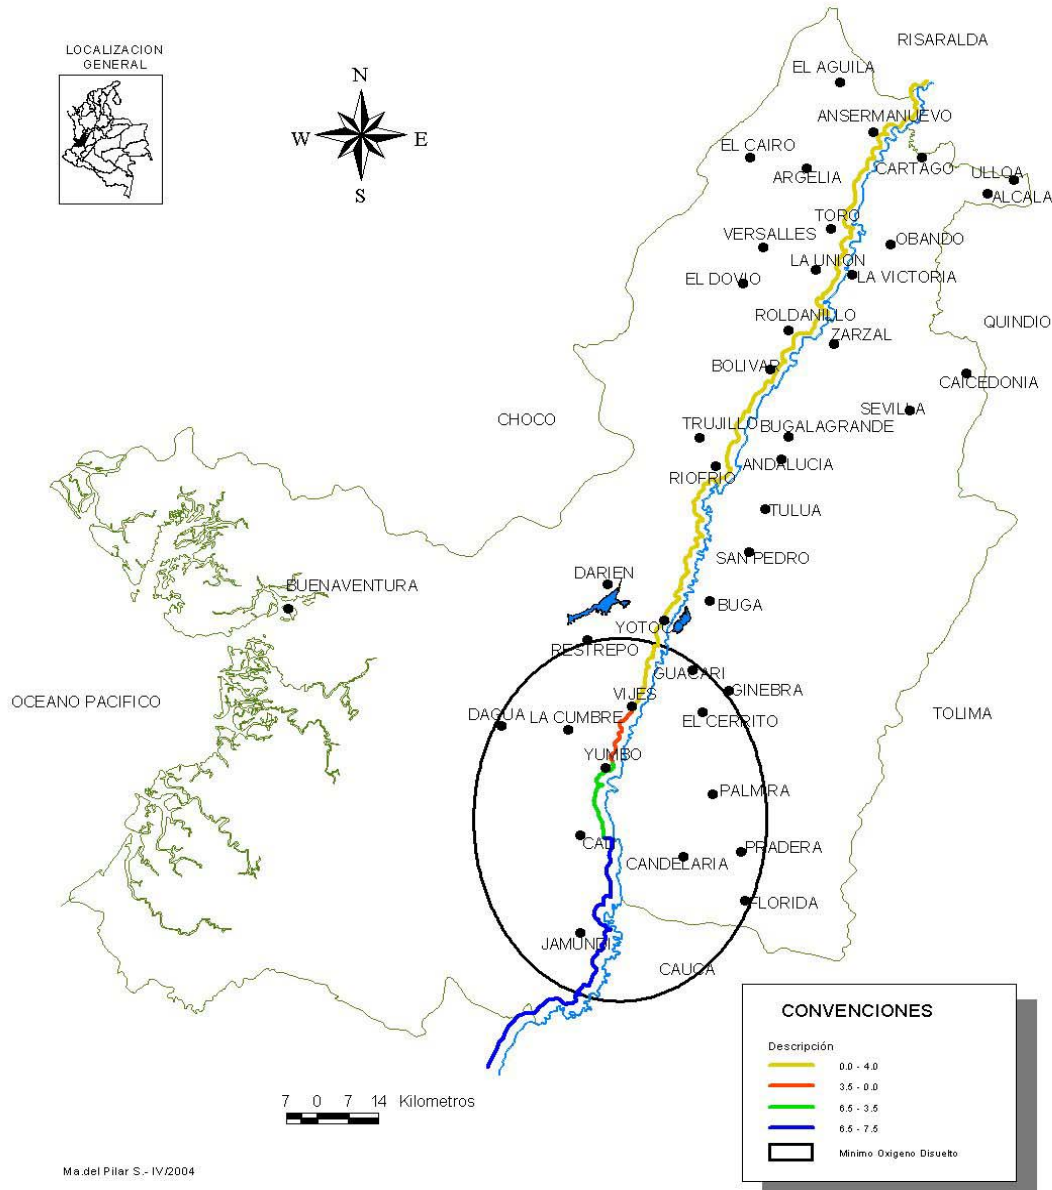 LOCALIZACION
GENERAL
N
W
E
S
RISARALDA
EL AGUILA
ANSERMANUEVO
EL CAIRO
ARGELIA
CARTAGO
ULLOA
ALCALA
TORO
VERSALLES
OBANDO
LA UNION
LA VICTORIA
EL DOVIO
ROLDANILLO
QUINDIO
ZARZAL
BOLIVAR
CAICEDONIA
SEVILLA
CHOCO
TRUJILLO
BUGALAGRANDE
ANDALUCIA
RIOFRIO
TULUA
SAN PEDRO
DARIEN
BUENAVENTURA
BUGA
YOTOC
RESTREPO
GUACARI
GINEBRA
VIJES
OCEANO PACIFICO
DAGUA
LA CUMBRE
EL CERRITO
TOLIMA
YUMBO
PALMIRA
CALI
PRADERA
CANDELARIA
FLORIDA
JAMUNDI
CAUCA
CONVENCIONES
Descripción
0.0 - 4.0
3.5 - 0.0
6.5 - 3.5
6.5 - 7.5
Minimo Oxigeno Disuelto
7 0 7 14 Kilometros
Ma.del Pilar S.- IV/2004